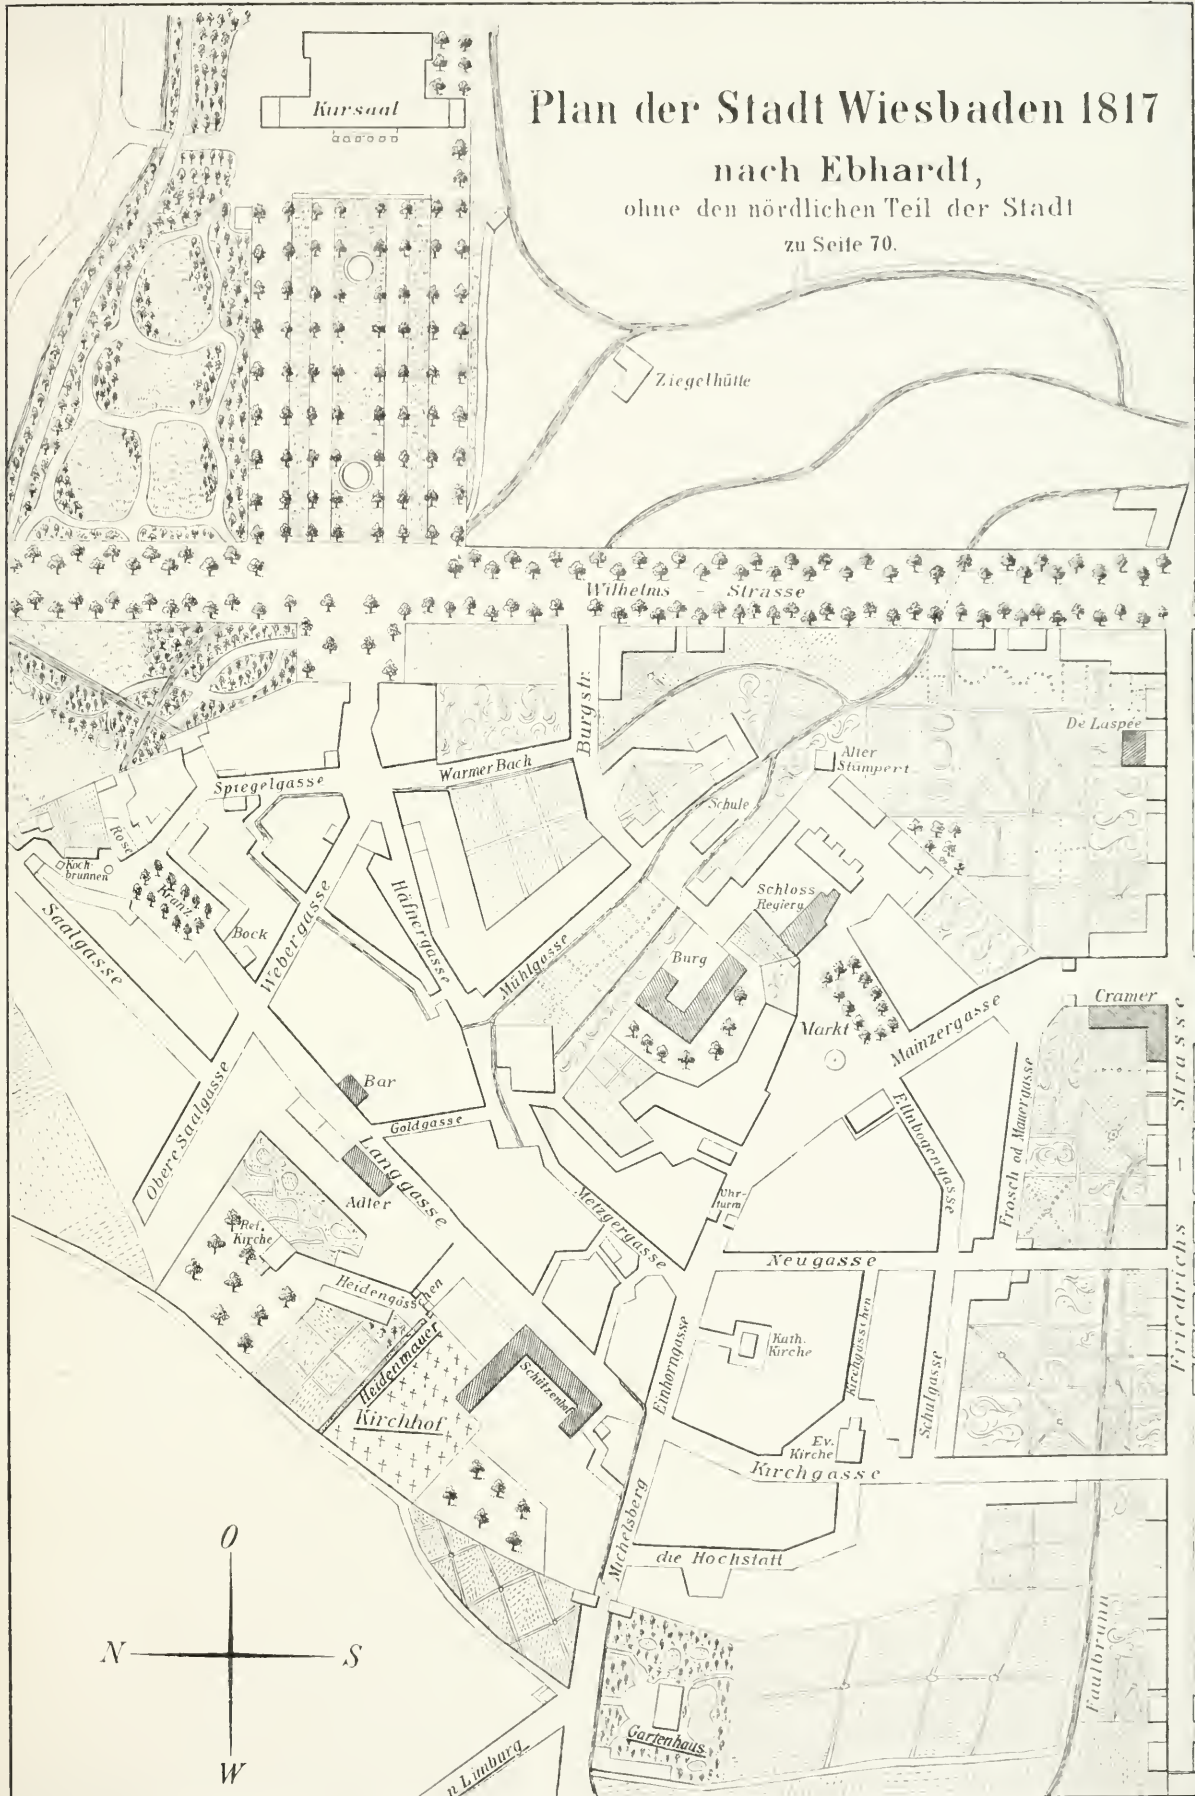 Plan der Stadt Wiesbaden 1817
nach Ebhardt,
ohne den nördlichen Teil der Stadt
zu Seite 70.
Kursaal
Ziegelhütte
Wilhelms - Strasse
Burgstr.
De Laspée
Warmer Bach
Alter
Stumpert
Spiegelgasse
Schule
Rose
Koch-
brunnen
Kranz
Bock
Webergasse
Häfnergasse
Schloss
Regierg
Saalgasse
Mühlgasse
Burg
Markt
Mainzergasse
Cramer
Friedrichs - Strasse
Bar
Goldgasse
Langgasse
Obere Saalgasse
Adler
Ellnbogengasse
Frosch od Mauergasse
Metzgergasse
Uhr-
turm
Ref.
Kirche
Neugasse
Heidengässchen
Heidenmauer
Kirchhof
Schützenhof
Einhorngasse
Kath.
Kirche
Kirchgässchen
Schulgasse
Ev.
Kirche
Kirchgasse
Michelsberg
die Hochstatt
O
N
S
W
Faulbrunn
Gartenhaus
n Limburg